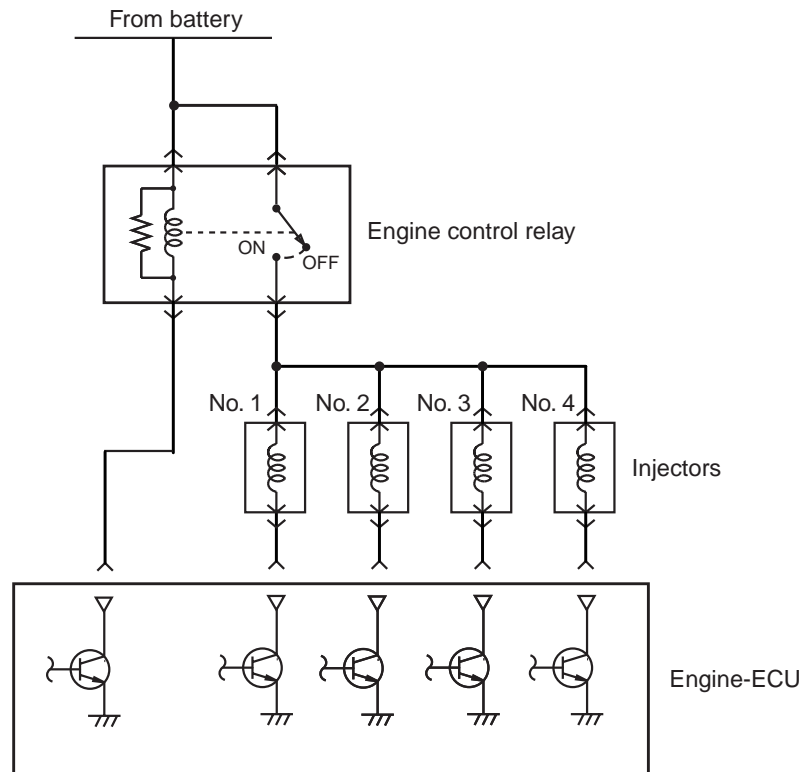 From battery
Engine control relay
ON
OFF
No. 1 No. 2 No. 3 No. 4
Injectors
Engine-ECU